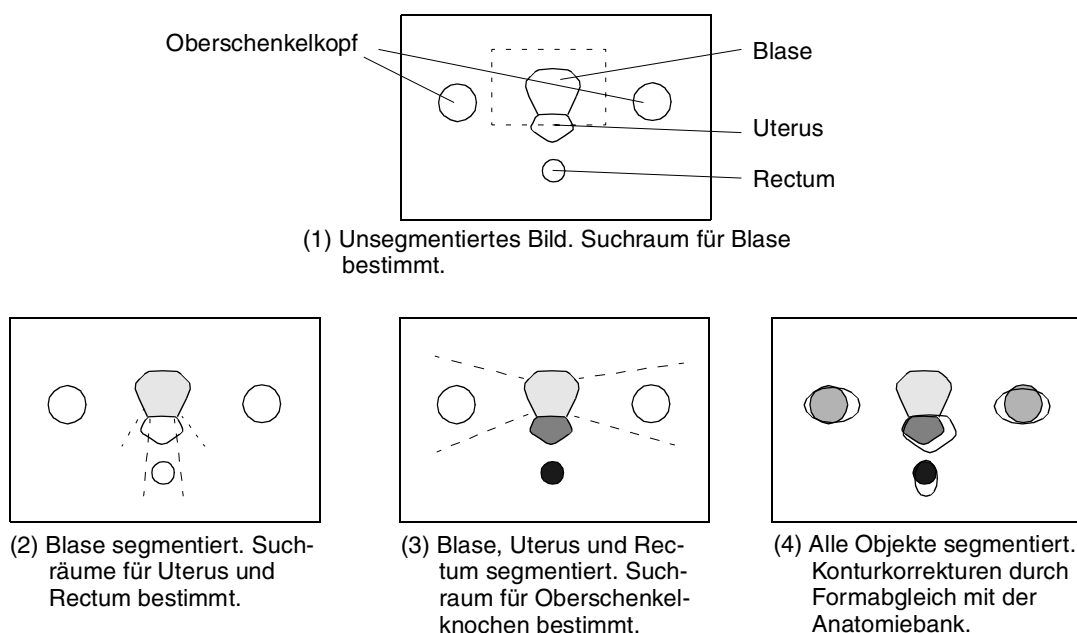 Oberschenkelkopf
Blase
Uterus
Rectum
(1) Unsegmentiertes Bild. Suchraum für Blase
bestimmt.
(2) Blase segmentiert. Such-
räume für Uterus und
Rectum bestimmt.
(3) Blase, Uterus und Rec-
tum segmentiert. Such-
raum für Oberschenkel-
knochen bestimmt.
(4) Alle Objekte segmentiert.
Konturkorrekturen durch
Formabgleich mit der
Anatomiebank.